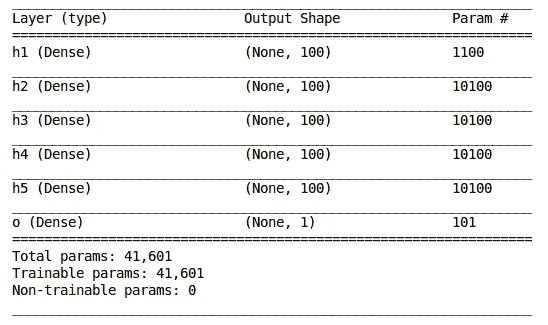 Layer (type) Output Shape Param #
h1 (Dense) (None, 100) 1100
h2 (Dense) (None, 100) 10100
h3 (Dense) (None, 100) 10100
h4 (Dense) (None, 100) 10100
h5 (Dense) (None, 100) 10100
o (Dense) (None, 1) 101
Total params: 41,601
Trainable params: 41,601
Non-trainable params: 0